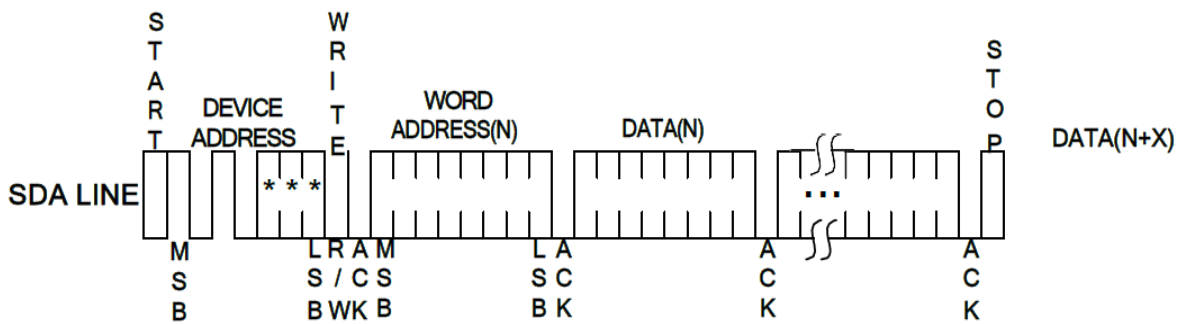 START
WRITE
STOP
DEVICE
ADDRESS
WORD
ADDRESS(N)
DATA(N)
DATA(N+X)
SDA LINE
* * *
...
MSB
LSB
R/W
ACK
MSB
LSB
ACK
ACK
ACK